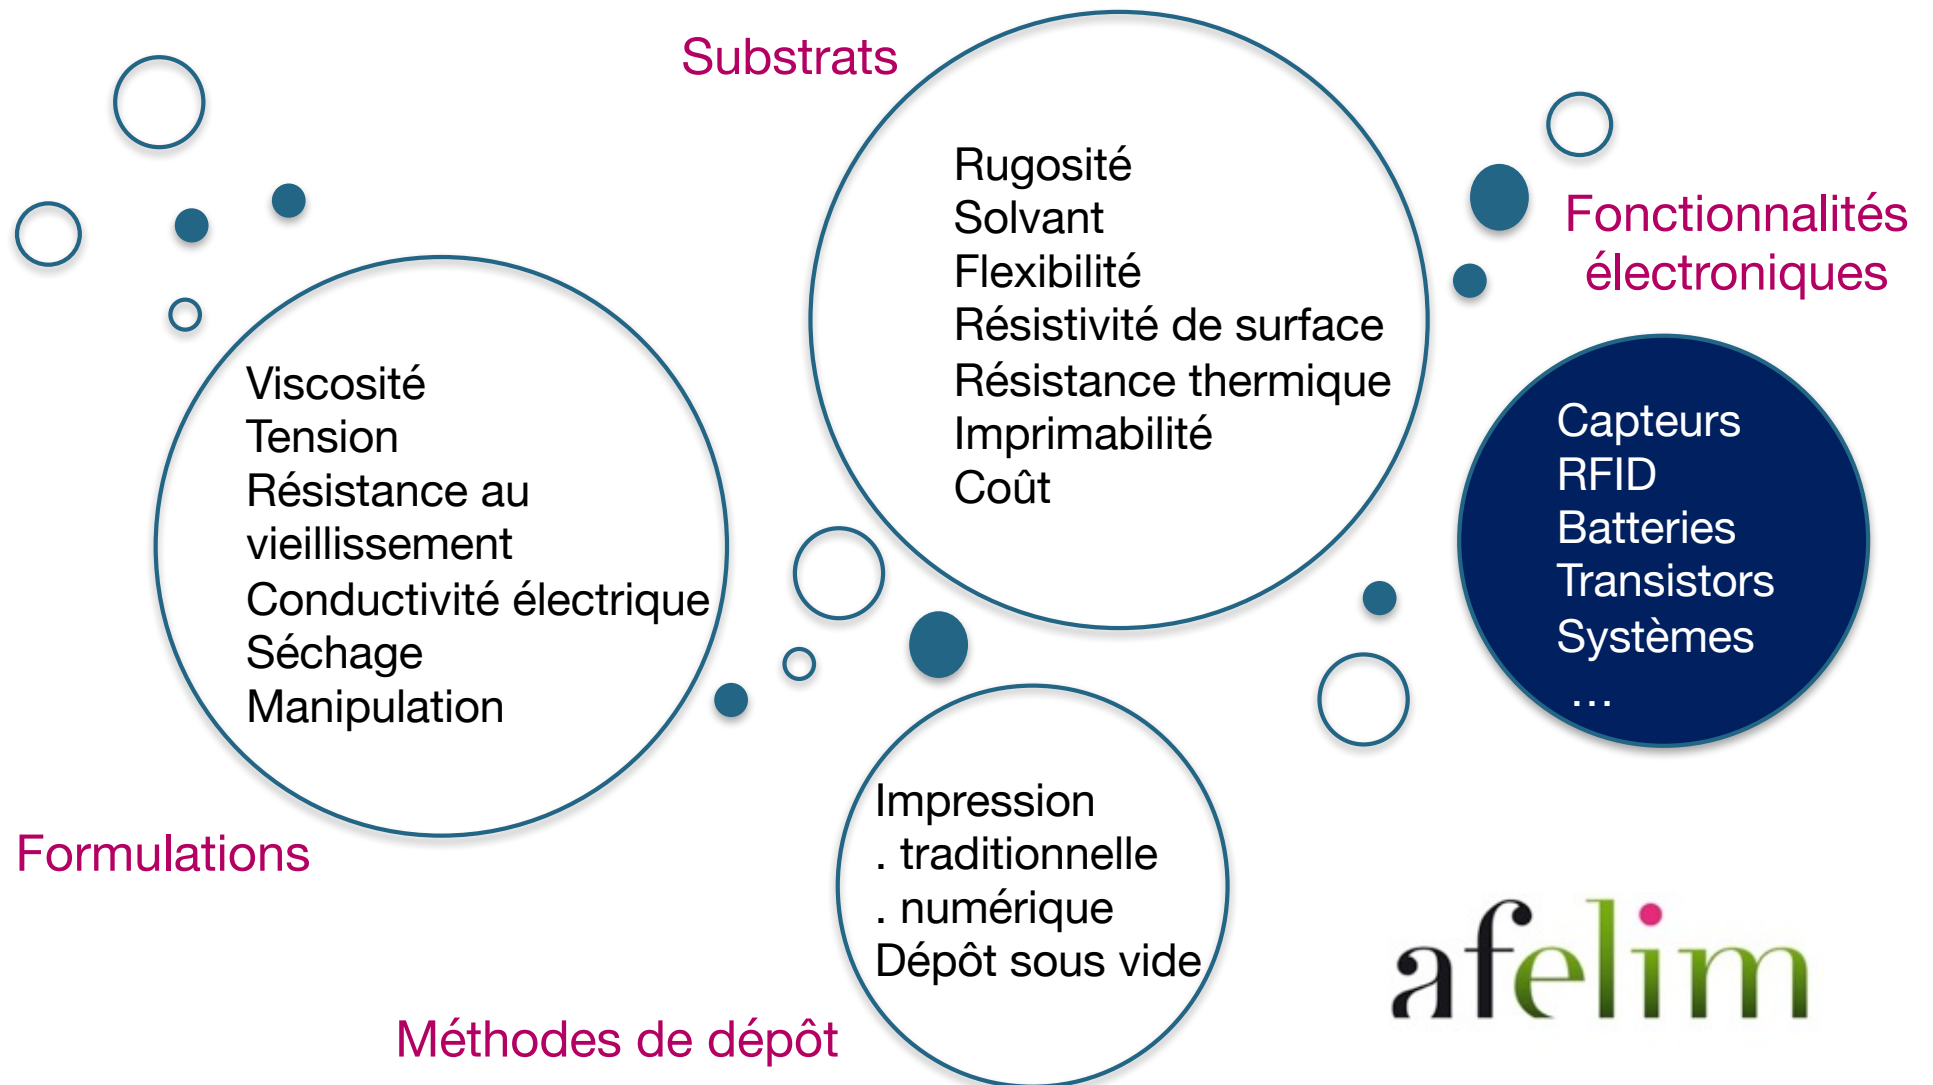 Substrats
Rugosité
Solvant
Flexibilité
Résistivité de surface
Résistance thermique
Imprimabilité
Coût
Fonctionnalités
électroniques
Capteurs
RFID
Batteries
Transistors
Systèmes
...
Viscosité
Tension
Résistance au
vieillissement
Conductivité électrique
Séchage
Manipulation
Formulations
Impression
. traditionnelle
. numérique
Dépôt sous vide
Méthodes de dépôt
afelim